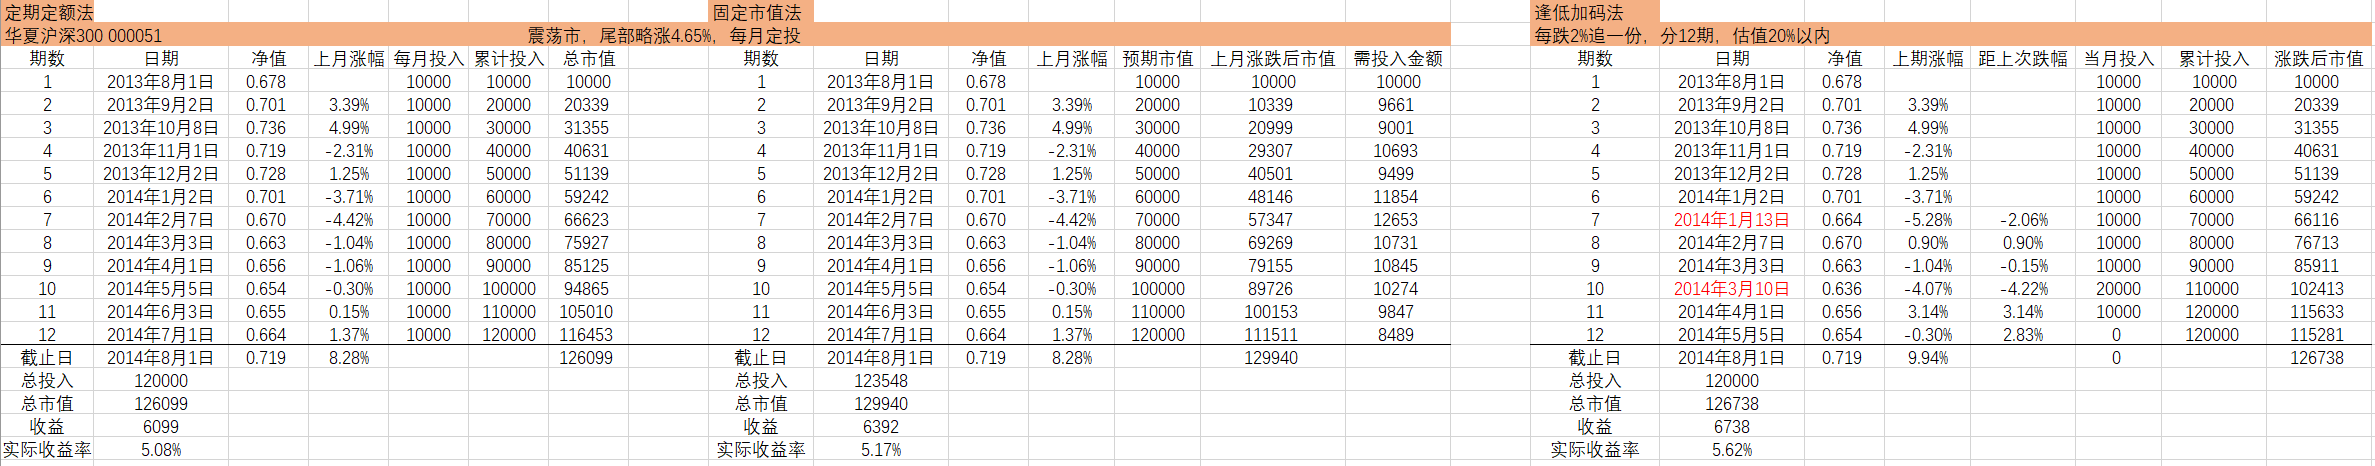 定期定额法 固定市值法 逢低加码法
华夏沪深300 000051 震荡市，尾部略涨4.65%，每月定投 每跌2%追一份，分12期，估值20%以内
期数 日期 净值 上月涨幅 每月投入 累计投入 总市值 期数 日期 净值 上月涨幅 预期市值 上月涨跌后市值 需投入金额 期数 日期 净值 上期涨幅 距上次跌幅 当月投入 累计投入 涨跌后市值
1 2013年8月1日 0.678 10000 10000 10000 1 2013年8月1日 0.678 10000 10000 10000 1 2013年8月1日 0.678 10000 10000 10000
2 2013年9月2日 0.701 3.39% 10000 20000 20339 2 2013年9月2日 0.701 3.39% 20000 10339 9661 2 2013年9月2日 0.701 3.39% 10000 20000 20339
3 2013年10月8日 0.736 4.99% 10000 30000 31355 3 2013年10月8日 0.736 4.99% 30000 20999 9001 3 2013年10月8日 0.736 4.99% 10000 30000 31355
4 2013年11月1日 0.719 -2.31% 10000 40000 40631 4 2013年11月1日 0.719 -2.31% 40000 29307 10693 4 2013年11月1日 0.719 -2.31% 10000 40000 40631
5 2013年12月2日 0.728 1.25% 10000 50000 51139 5 2013年12月2日 0.728 1.25% 50000 40501 9499 5 2013年12月2日 0.728 1.25% 10000 50000 51139
6 2014年1月2日 0.701 -3.71% 10000 60000 59242 6 2014年1月2日 0.701 -3.71% 60000 48146 11854 6 2014年1月2日 0.701 -3.71% 10000 60000 59242
7 2014年2月7日 0.670 -4.42% 10000 70000 66623 7 2014年2月7日 0.670 -4.42% 70000 57347 12653 7 2014年1月13日 0.664 -5.28% -2.06% 10000 70000 66116
8 2014年3月3日 0.663 -1.04% 10000 80000 75927 8 2014年3月3日 0.663 -1.04% 80000 69269 10731 8 2014年2月7日 0.670 0.90% 0.90% 10000 80000 76713
9 2014年4月1日 0.656 -1.06% 10000 90000 85125 9 2014年4月1日 0.656 -1.06% 90000 79155 10845 9 2014年3月3日 0.663 -1.04% -0.15% 10000 90000 85911
10 2014年5月5日 0.654 -0.30% 10000 100000 94865 10 2014年5月5日 0.654 -0.30% 100000 89726 10274 10 2014年3月10日 0.636 -4.07% -4.22% 20000 110000 102413
11 2014年6月3日 0.655 0.15% 10000 110000 105010 11 2014年6月3日 0.655 0.15% 110000 100153 9847 11 2014年4月1日 0.656 3.14% 3.14% 10000 120000 115633
12 2014年7月1日 0.664 1.37% 10000 120000 116453 12 2014年7月1日 0.664 1.37% 120000 111511 8489 12 2014年5月5日 0.654 -0.30% 2.83% 0 120000 115281
截止日 2014年8月1日 0.719 8.28% 126099 截止日 2014年8月1日 0.719 8.28% 129940 截止日 2014年8月1日 0.719 9.94% 0 126738
总投入 120000 总投入 123548 总投入 120000
总市值 126099 总市值 129940 总市值 126738
收益 6099 收益 6392 收益 6738
实际收益率 5.08% 实际收益率 5.17% 实际收益率 5.62%